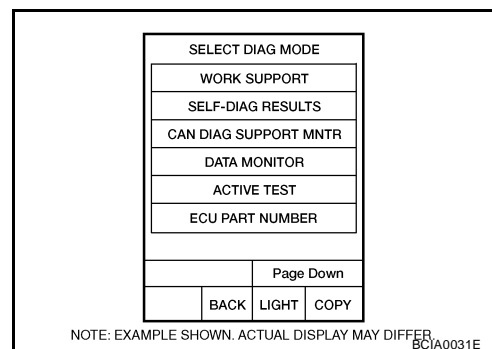 SELECT DIAG MODE
WORK SUPPORT
SELF-DIAG RESULTS
CAN DIAG SUPPORT MNTR
DATA MONITOR
ACTIVE TEST
ECU PART NUMBER
Page Down
BACK LIGHT COPY
NOTE: EXAMPLE SHOWN. ACTUAL DISPLAY MAY DIFFER.
BCIA0031E